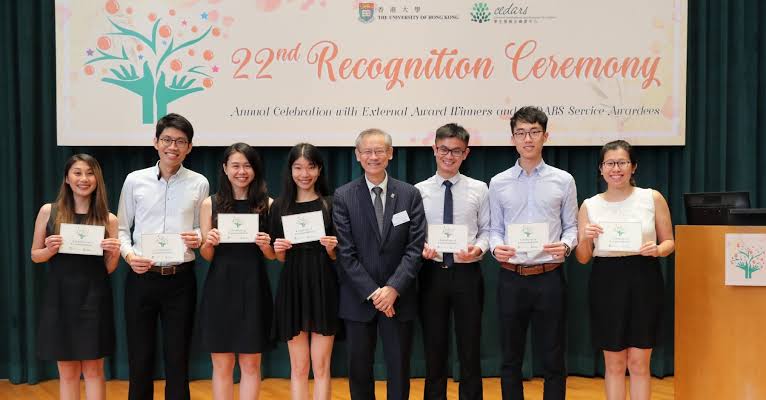 香港大學
THE UNIVERSITY OF HONG KONG
cedars
22nd Recognition Ceremony
Annual Celebration with External Award Winners and CEDARS Service Awardees